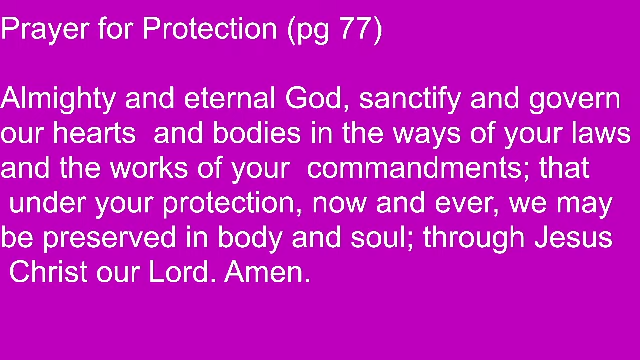 Prayer for Protection (pg 77)
Almighty and eternal God, sanctify and govern
our hearts  and bodies in the ways of your laws
and the works of your  commandments; that
under your protection, now and ever, we may
be preserved in body and soul; through Jesus
Christ our Lord. Amen.